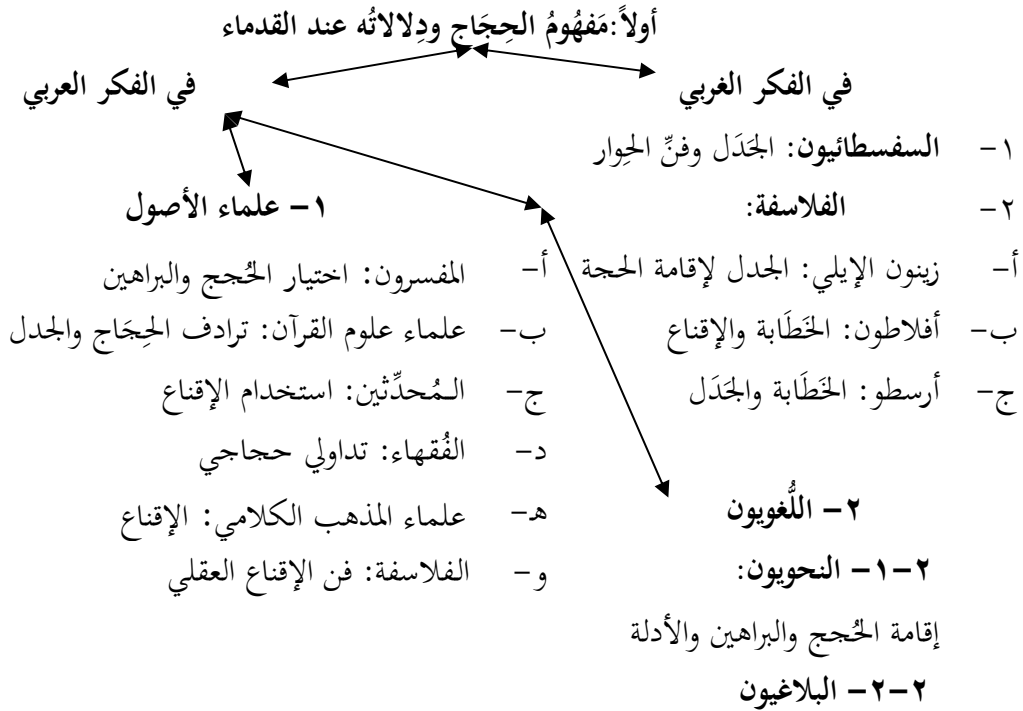 أولاً:مَفهُومُ الحِجَاج ودِلالاتُه عند القدماء
في الفكر الغربي
١- السفسطائيون: الجَدَل وفنِّ الحِوار
٢- الفلاسفة:
أ- زينون الإيلي: الجدل لإقامة الحجة
ب- أفلاطون: الخَطَابة والإقناع
ج- أرسطو: الخَطَابة والجَدَل
في الفكر العربي
١- علماء الأصول
أ- المفسرون: اختيار الحُجج والبراهين
ب- علماء علوم القرآن: ترادف الحِجَاج والجدل
ج- الـمُحدِّثين: استخدام الإقناع
د- الفُقهاء: تداولي حجاجي
هـ- علماء المذهب الكلامي: الإقناع
و- الفلاسفة: فن الإقناع العقلي
٢- اللُّغويون
٢-١- النحويون:
إقامة الحُجج والبراهين والأدلة
٢-٢- البلاغيون